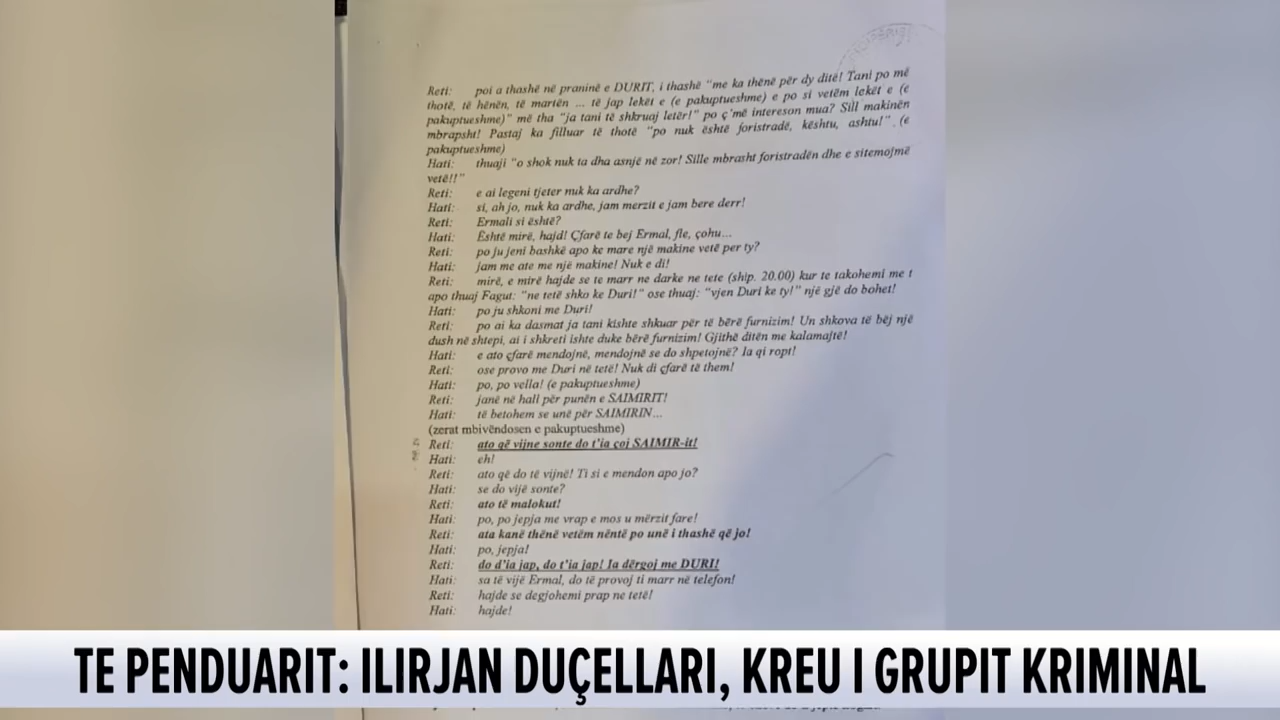 Reti: poi a thashë në praninë e DURIT, i thashë "me ka thënë për dy ditë! Tani po më
thotë, të hënën, të martën ... të jap lekët e (e pakuptueshme) e po si vetëm lekët e (e
pakuptueshme)" më tha "ja tani të shkruaj letër!" po ç'më intereson mua? Sill makinën
mbrapsht! Pastaj ka filluar të thotë "po nuk është foristradë, kështu, ashtu!" . (e
pakuptueshme)
Hati: thuaji "o shok nuk ta dha asnjë në zor! Sille mbrasht foristradën dhe e sitemojmë
vetë!!"
Reti: e ai legeni tjeter nuk ka ardhe?
Hati: si, ah jo, nuk ka ardhe, jam merzit e jam bere derr!
Reti: Ermali si është?
Hati: Është mirë, hajd! Çfarë te bej Ermal, fle, çohu...
Reti: po ju jeni bashkë apo ke mare një makine vetë per ty?
Hati: jam me ate me një makine! Nuk e di!
Reti: mirë, e mirë hajde se te marr ne darke ne tete (ship. 20.00) kur te takohemi me t
apo thuaj Fagut: "ne tetë shko ke Duri!" ose thuaj: "vjen Duri ke ty!" një gjë do bohet!
Hati: po ju shkoni me Duri!
Reti: po ai ka dasmat ja tani kishte shkuar për të bërë furnizim! Un shkova të bëj një
dush në shtepi, ai i shkreti ishte duke bërë furnizim! Gjithë ditën me kalamajtë!
Hati: e ato çfarë mendojnë, mendojnë se do shpetojnë? Ia qi ropt!
Reti: ose provo me Duri në tetë! Nuk di çfarë të them!
Hati: po, po vella! (e pakuptueshme)
Reti: janë në hall për punën e SAIMIRIT!
Hati: të betohem se unë për SAIMIRIN...
(zerat mbivëndosen e pakuptueshme)
Reti: ato që vijne sonte do t'ia çoj SAIMIR-it!
Hati: eh!
Reti: ato që do të vijnë! Ti si e mendon apo jo?
Hati: se do vijë sonte?
Reti: ato të malokut!
Hati: po, po jepja me vrap e mos u mërzit fare!
Reti: ata kanë thënë vetëm nëntë po unë i thashë që jo!
Hati: po, jepja!
Reti: do d'ia jap, do t'ia jap! Ia dërgoj me DURI!
Hati: sa të vijë Ermal, do të provoj ti marr në telefon!
Reti: hajde se degjohemi prap ne tetë!
Hati: hajde!
TE PENDUARIT: ILIRJAN DUÇELLARI, KREU I GRUPIT KRIMINAL